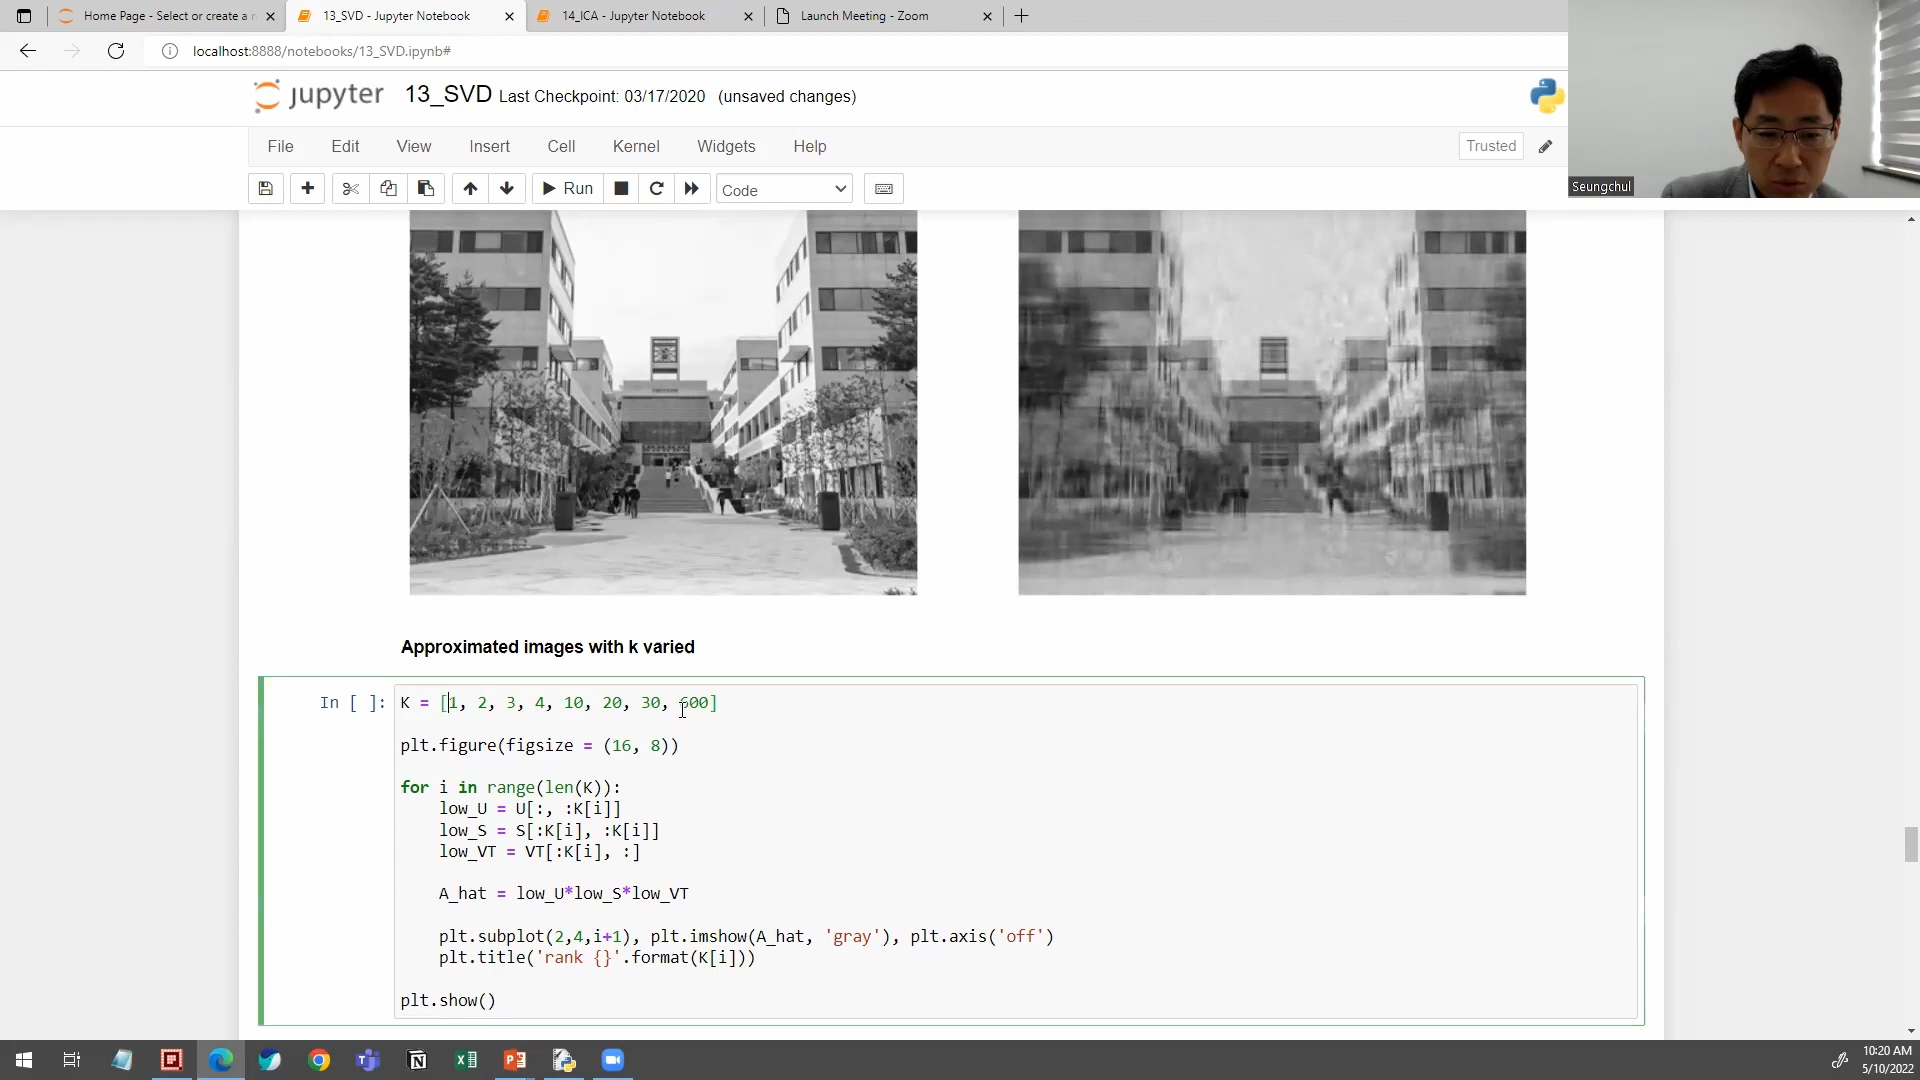 Home Page - Select or create a n
13_SVD - Jupyter Notebook
14_ICA - Jupyter Notebook
Launch Meeting - Zoom
localhost:8888/notebooks/13_SVD.ipynb#
jupyter 13_SVD Last Checkpoint: 03/17/2020 (unsaved changes)
File Edit View Insert Cell Kernel Widgets Help Trusted
Run Code
Seungchul
Approximated images with k varied
In [ ]: K = [1, 2, 3, 4, 10, 20, 30, 600]
plt.figure(figsize = (16, 8))
for i in range(len(K)):
    low_U = U[:, :K[i]]
    low_S = S[:K[i], :K[i]]
    low_VT = VT[:K[i], :]
    A_hat = low_U*low_S*low_VT
    plt.subplot(2,4,i+1), plt.imshow(A_hat, 'gray'), plt.axis('off')
    plt.title('rank {}'.format(K[i]))
plt.show()
10:20 AM
5/10/2022